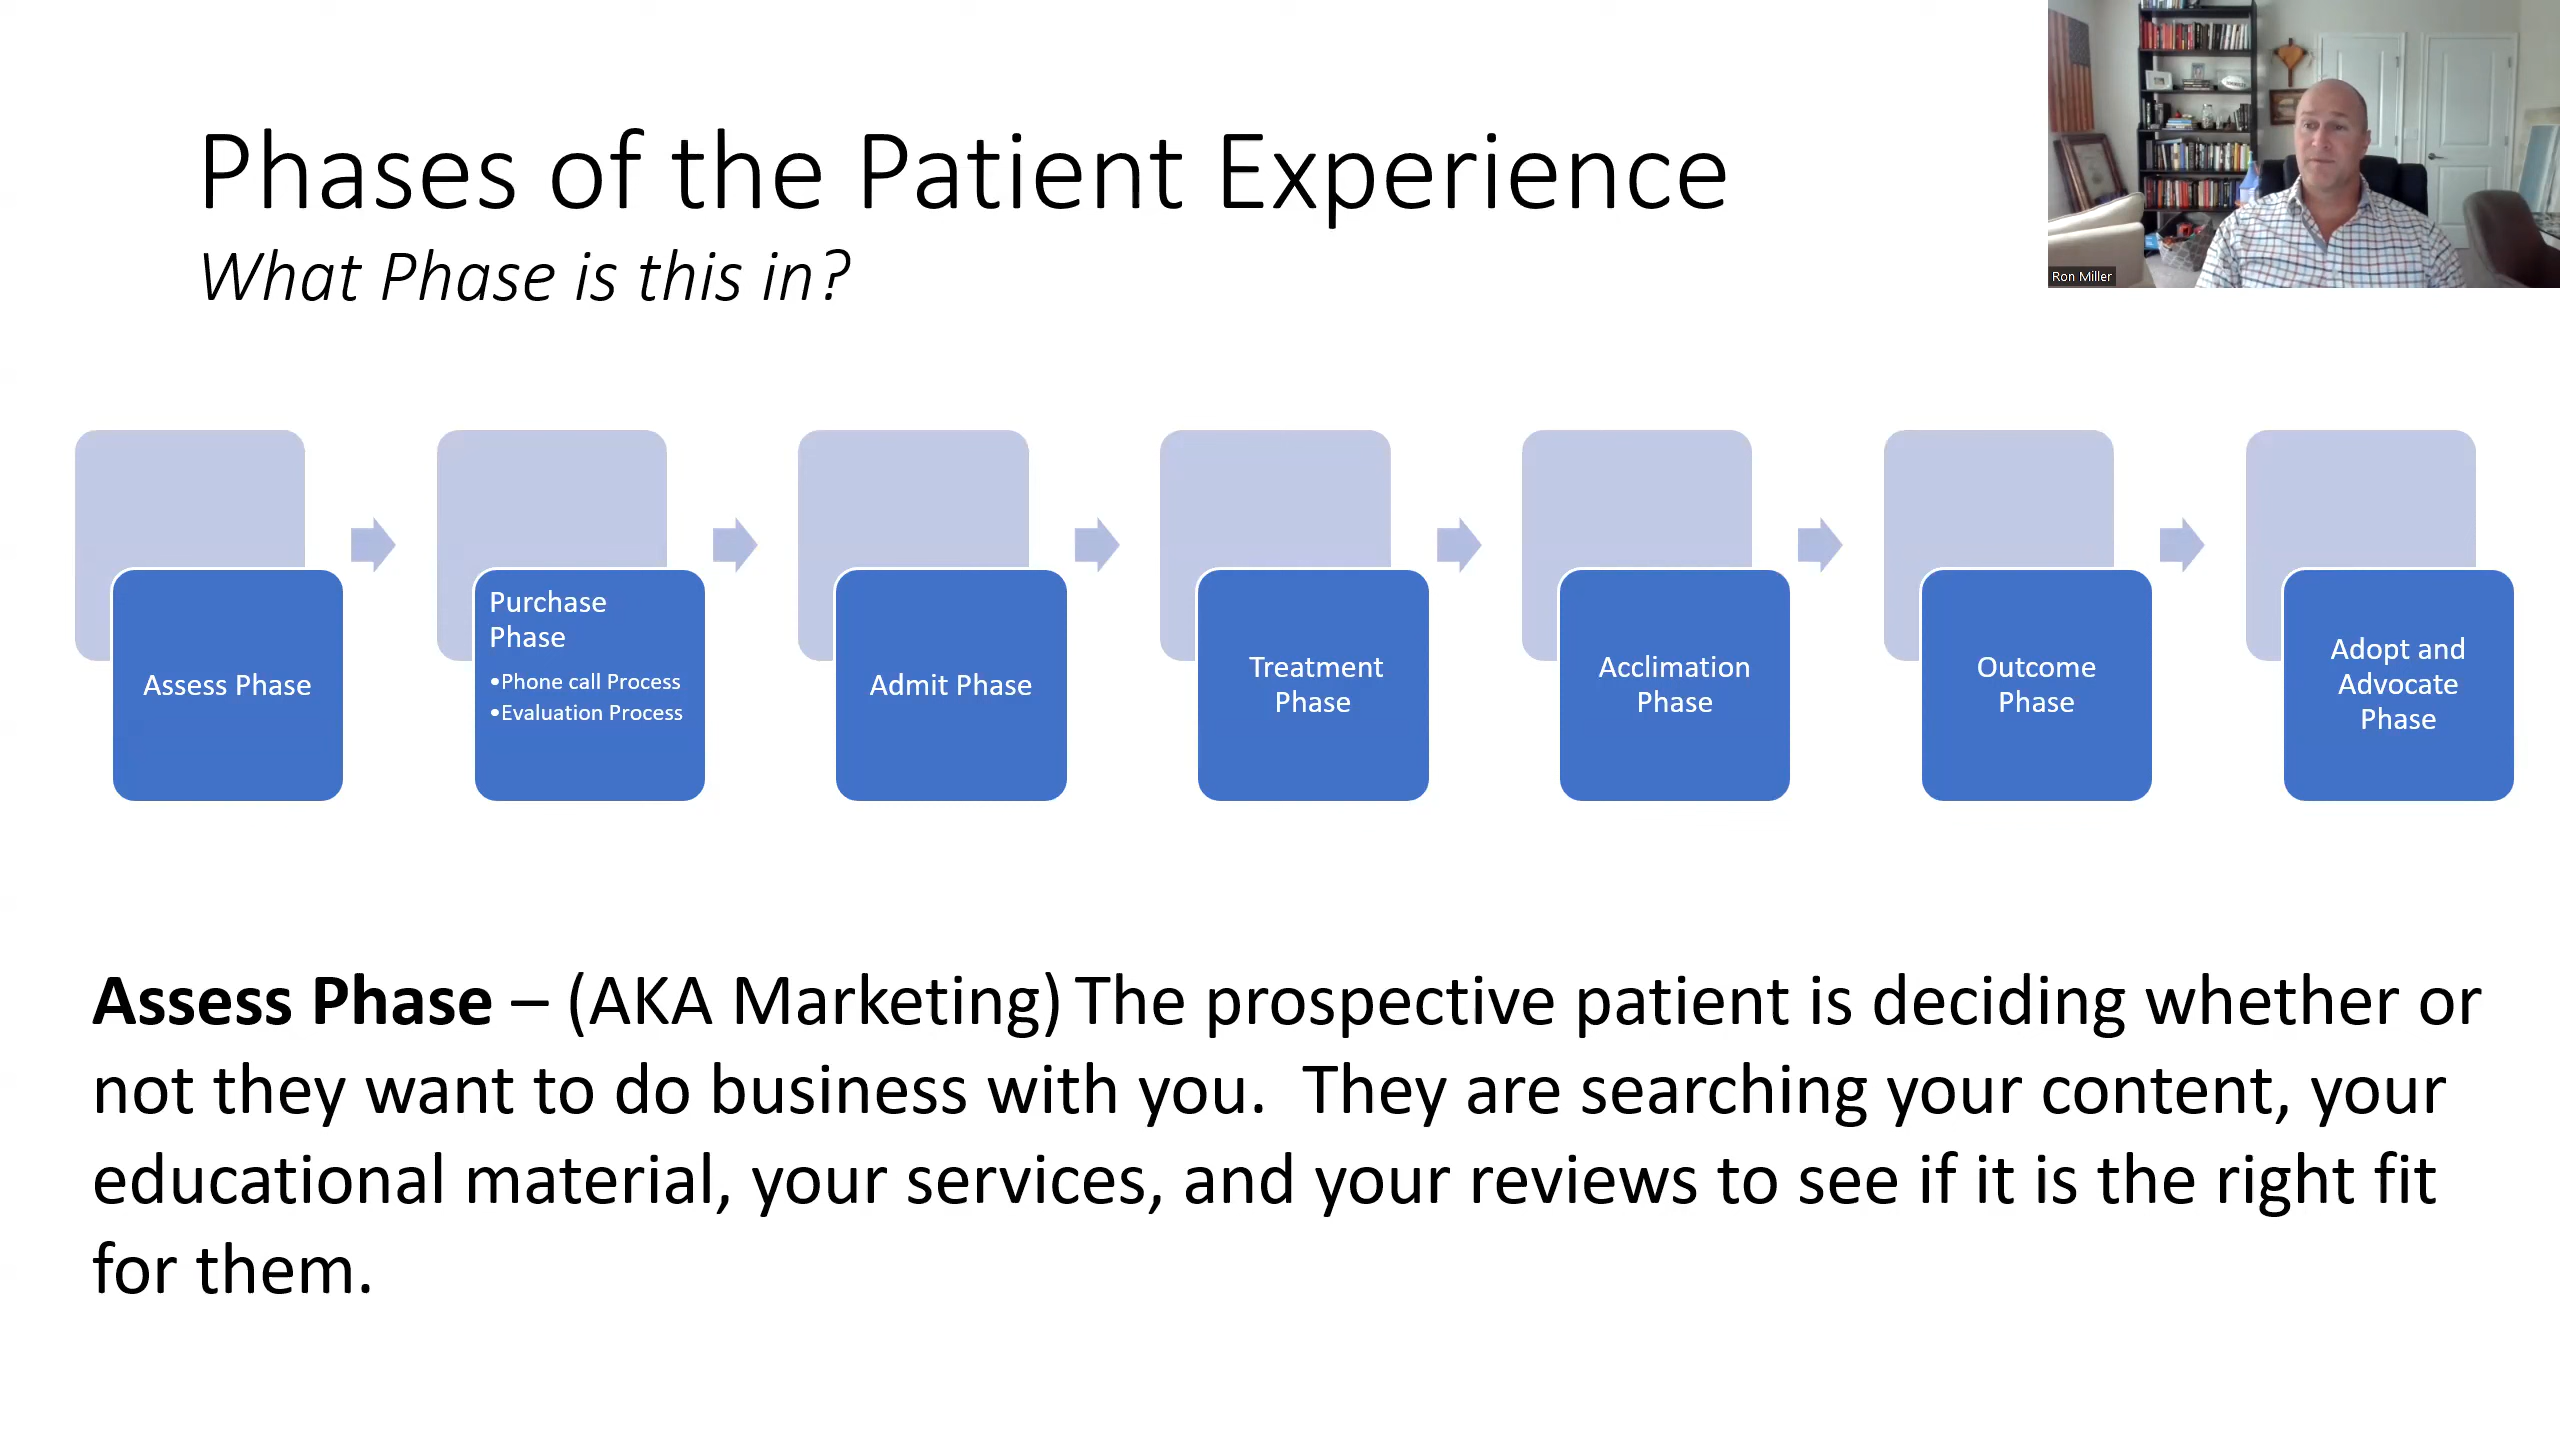 Phases of the Patient Experience
What Phase is this in?
Ron Miller
Assess Phase
Purchase
Phase
•Phone call Process
•Evaluation Process
Admit Phase
Treatment
Phase
Acclimation
Phase
Outcome
Phase
Adopt and
Advocate
Phase
Assess Phase – (AKA Marketing) The prospective patient is deciding whether or
not they want to do business with you.  They are searching your content, your
educational material, your services, and your reviews to see if it is the right fit
for them.